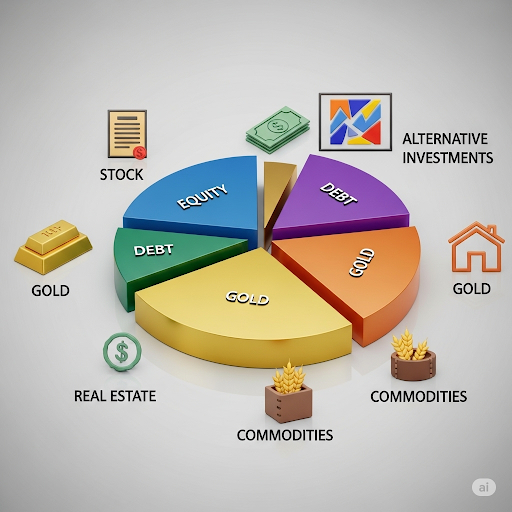 ALTERNATIVE
INVESTMENTS
STOCK
EQUITY
DEBT
DEBT
GOLD
GOLD
GOLD
GOLD
REAL ESTATE
COMMODITIES
COMMODITIES
ai